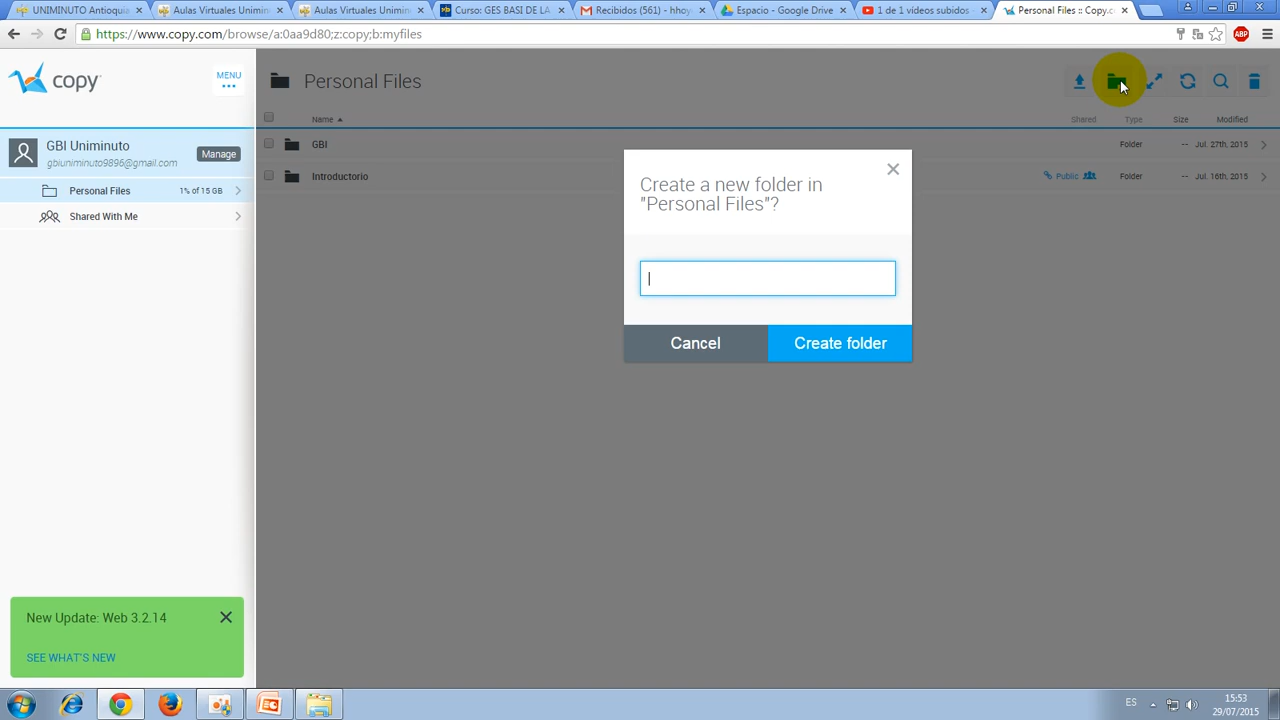 UNIMINUTO Antioquia
Aulas Virtuales Unimin
Aulas Virtuales Unimin
Curso: GES BASI DE LA
Recibidos (561) - hhoy
Espacio - Google Drive
1 de 1 videos subidos
Personal Files :: Copy.c
https://www.copy.com/browse/a:0aa9d80;z:copy;b:myfiles
ABP
copy
MENU
Personal Files
Name
Shared
Type
Size
Modified
GBI Uniminuto
gbiuniminuto9896@gmail.com
Manage
Personal Files
1% of 15 GB
Shared With Me
GBI
Folder
--
Jul. 27th, 2015
Introductorio
Public
Folder
--
Jul. 16th, 2015
Create a new folder in
"Personal Files"?
Cancel
Create folder
New Update: Web 3.2.14
SEE WHAT'S NEW
ES
15:53
29/07/2015